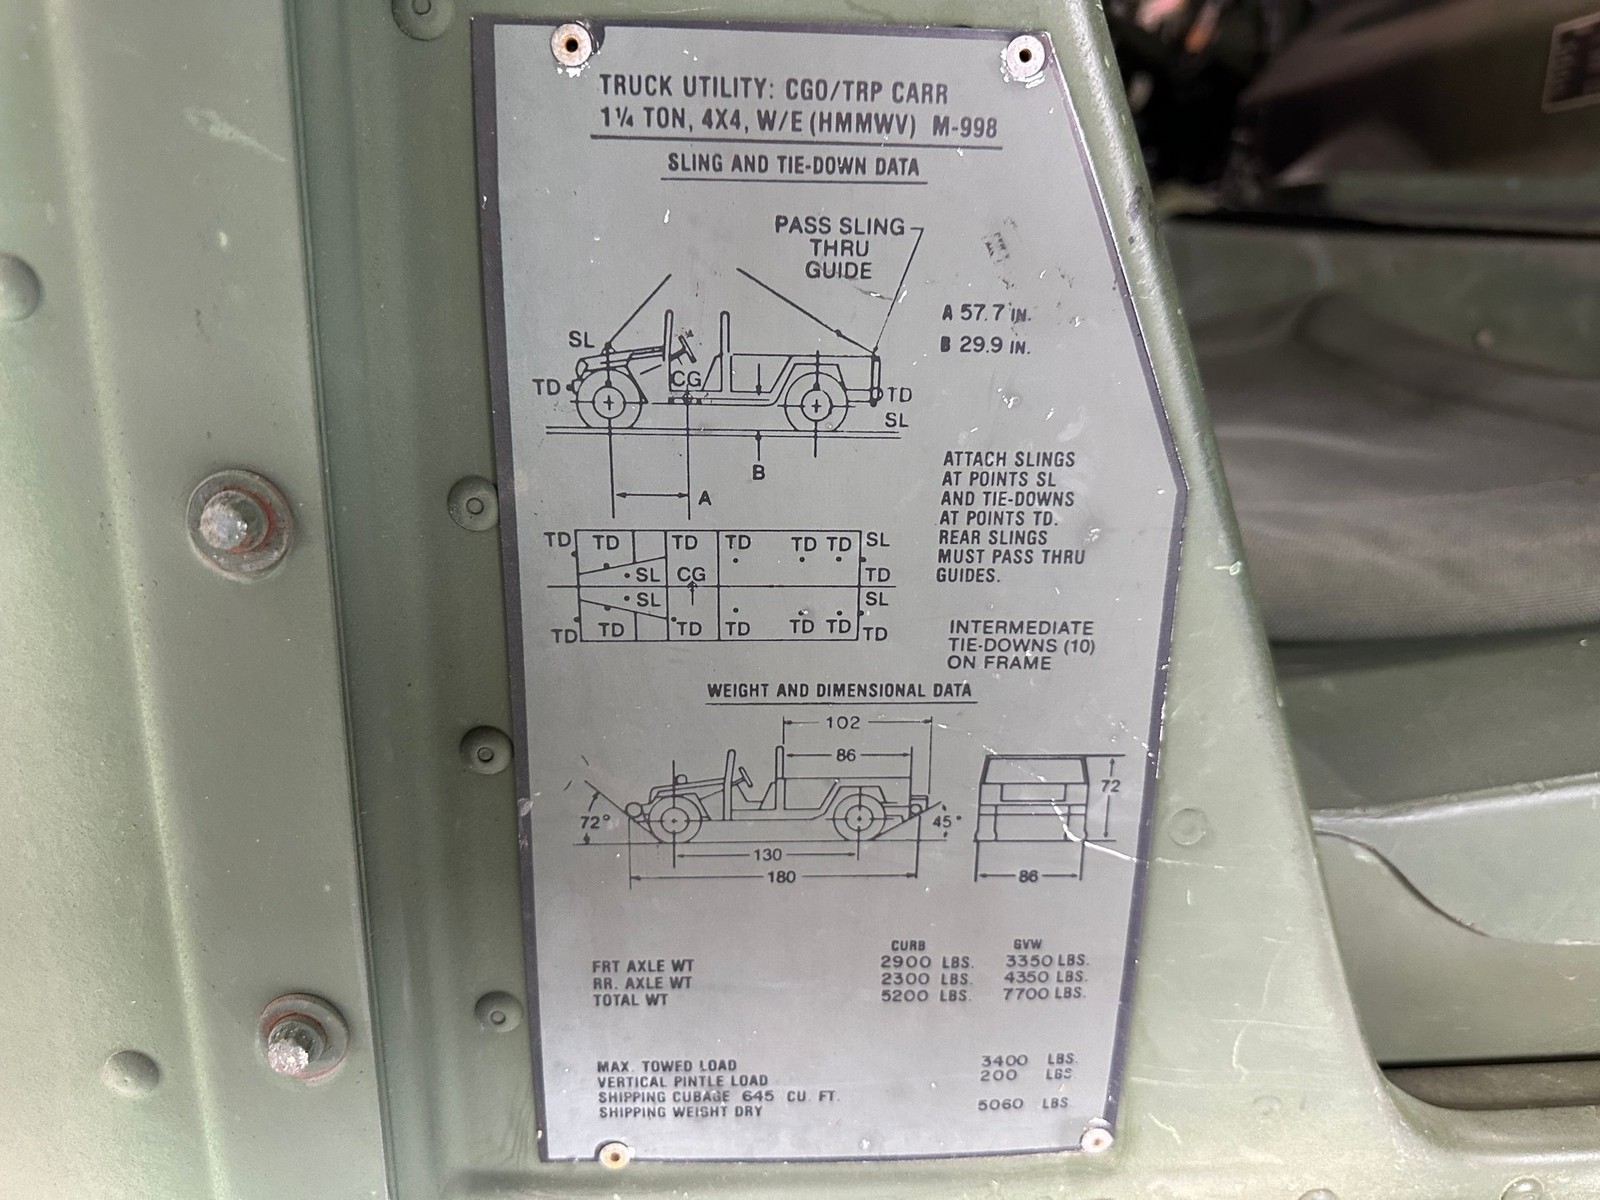 TRUCK UTILITY: CGO/TRP CARR
1¼ TON, 4X4, W/E (HMMWV) M-998
SLING AND TIE-DOWN DATA
PASS SLING
THRU
GUIDE
A 57.7 IN.
B 29.9 IN.
SL
TD
CG
TD
SL
B
A
ATTACH SLINGS
AT POINTS SL
AND TIE-DOWNS
AT POINTS TD.
REAR SLINGS
MUST PASS THRU
GUIDES.
TD TD TD TD TD TD SL
SL CG TD
SL SL
TD TD TD TD TD TD TD
INTERMEDIATE
TIE-DOWNS (10)
ON FRAME
WEIGHT AND DIMENSIONAL DATA
102
86
72
72° 45°
130
180 86
CURB GVW
FRT AXLE WT 2900 LBS. 3350 LBS.
RR. AXLE WT 2300 LBS. 4350 LBS.
TOTAL WT 5200 LBS. 7700 LBS.
MAX. TOWED LOAD 3400 LBS.
VERTICAL PINTLE LOAD 200 LBS.
SHIPPING CUBAGE 645 CU. FT.
SHIPPING WEIGHT DRY 5060 LBS.